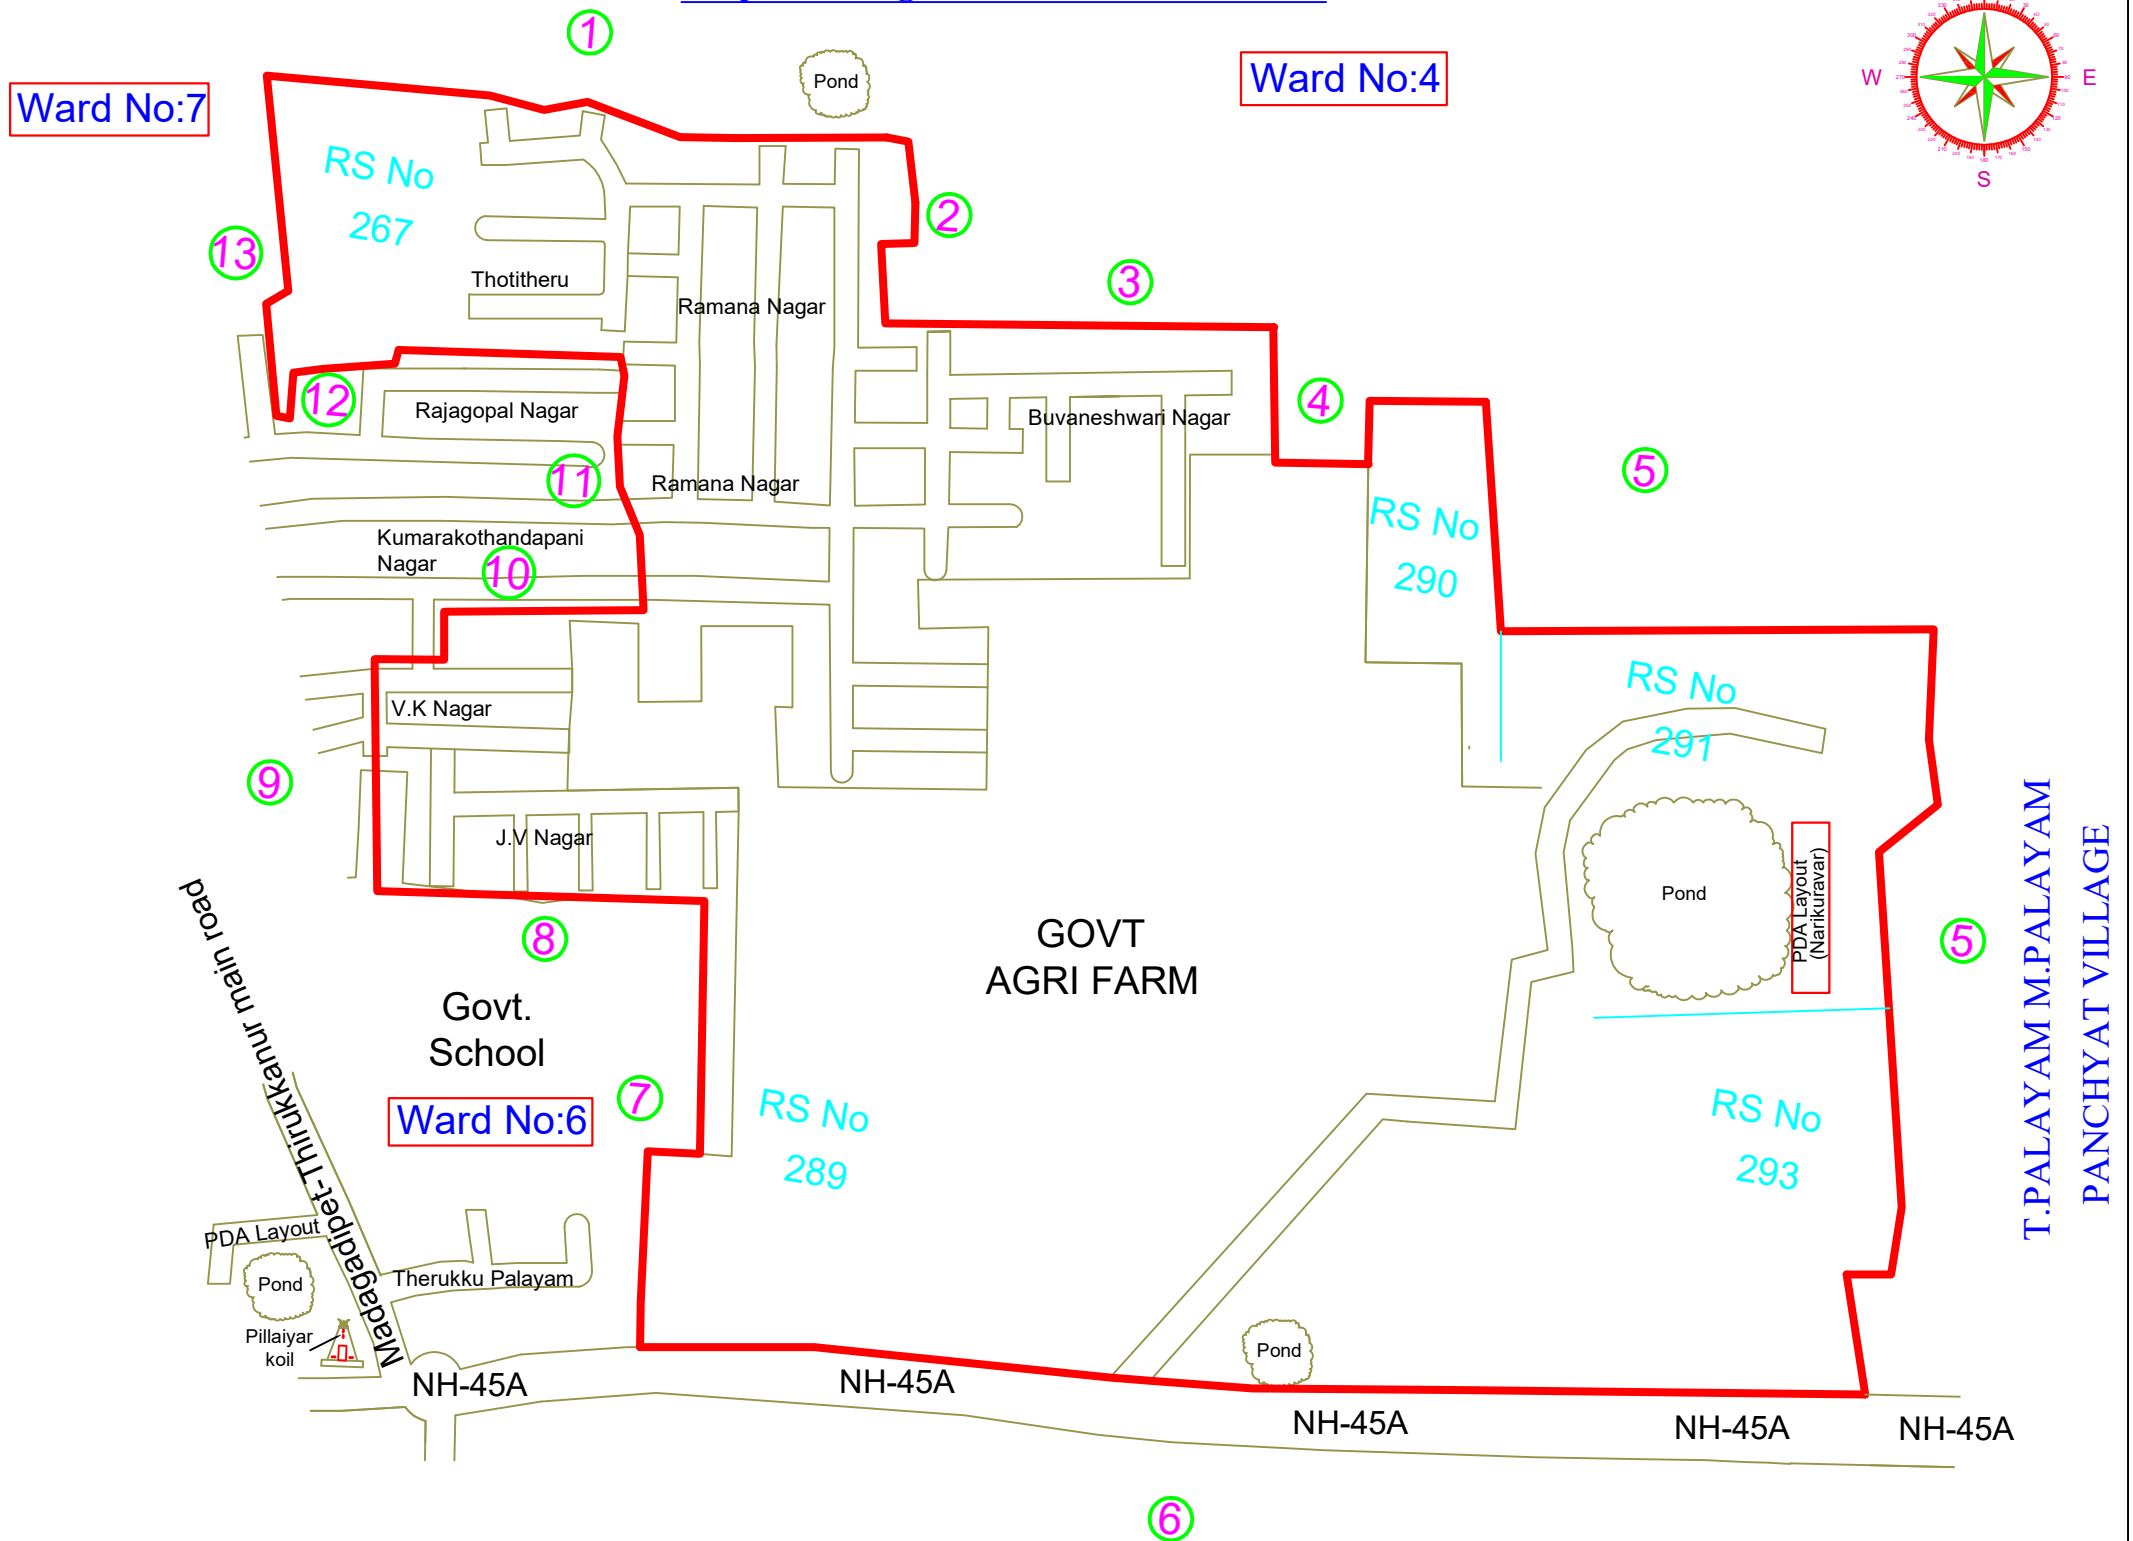 1
Pond
Ward No:4
W
E
S
Ward No:7
RS No
267
2
13
3
Thotitheru
Ramana Nagar
12
Rajagopal Nagar
Buvaneshwari Nagar
4
5
11
Ramana Nagar
RS No
290
Kumarakothandapani
Nagar
10
RS No
291
V.K Nagar
9
J.V Nagar
Pond
PDA Layout
(Narikuravar)
T.PALAYAM M.PALAYAM
PANCHYAT VILLAGE
8
GOVT
AGRI FARM
5
Govt.
School
7
Ward No:6
RS No
289
RS No
293
Madagadipet-Thirukkanur main road
PDA Layout
Pond
Therukku Palayam
Pillaiyar
koil
Pond
NH-45A
NH-45A
NH-45A
NH-45A
NH-45A
6